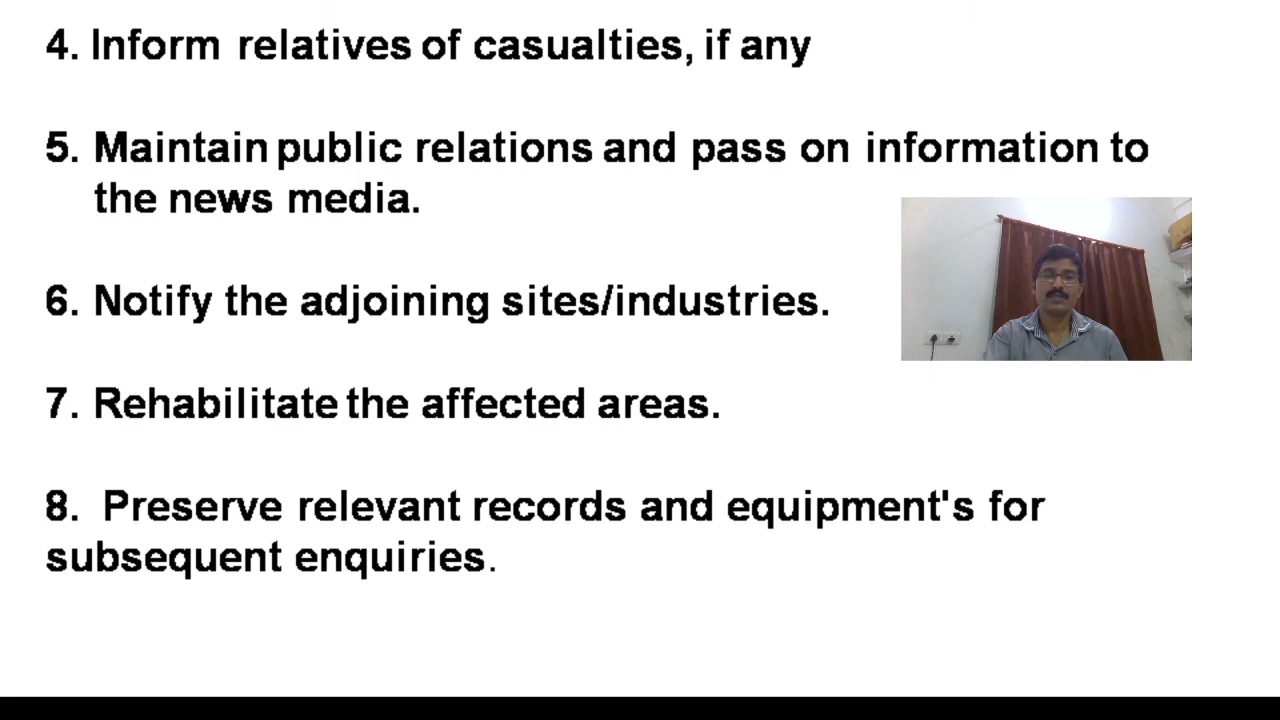 4. Inform relatives of casualties, if any
5. Maintain public relations and pass on information to
the news media.
6. Notify the adjoining sites/industries.
7. Rehabilitate the affected areas.
8. Preserve relevant records and equipment's for
subsequent enquiries.